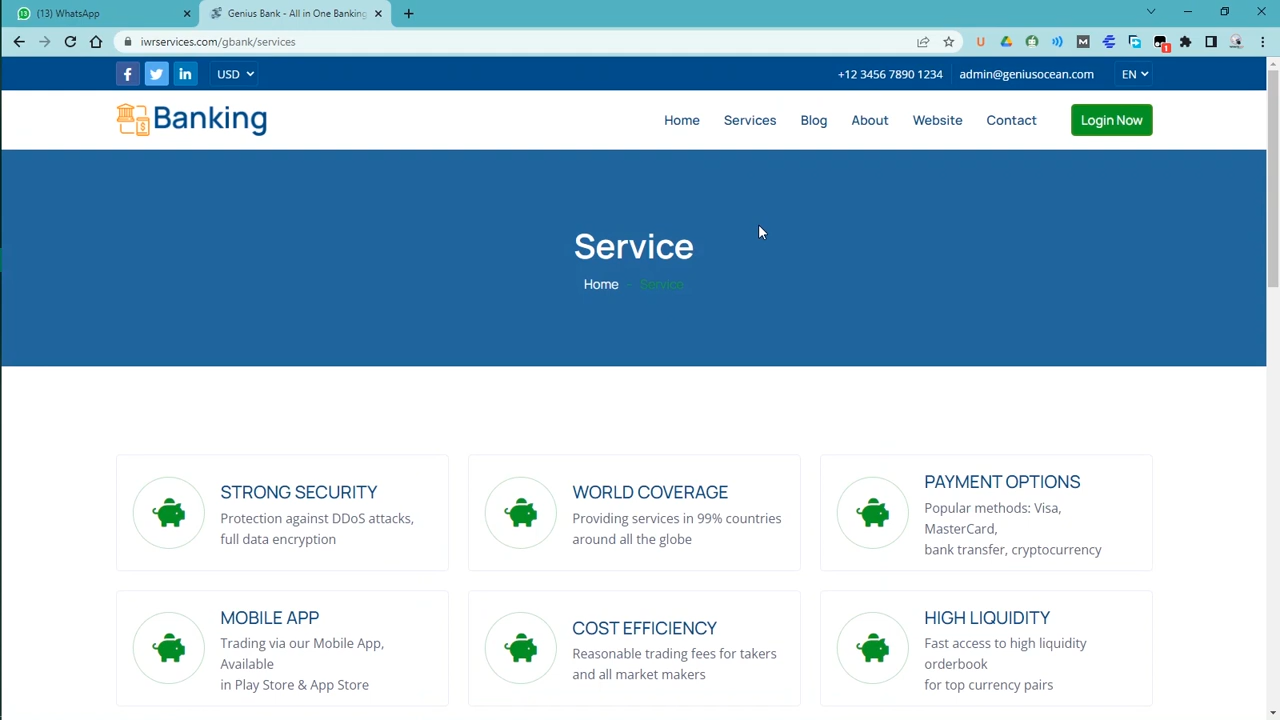 (13) WhatsApp
Genius Bank - All in One Banking
iwrservices.com/gbank/services
1
USD
+12 3456 7890 1234
admin@geniusocean.com
EN
Banking
Home
Services
Blog
About
Website
Contact
Login Now
Service
Home - Service
STRONG SECURITY
Protection against DDoS attacks,
full data encryption
WORLD COVERAGE
Providing services in 99% countries
around all the globe
PAYMENT OPTIONS
Popular methods: Visa,
MasterCard,
bank transfer, cryptocurrency
MOBILE APP
Trading via our Mobile App,
Available
in Play Store & App Store
COST EFFICIENCY
Reasonable trading fees for takers
and all market makers
HIGH LIQUIDITY
Fast access to high liquidity
orderbook
for top currency pairs